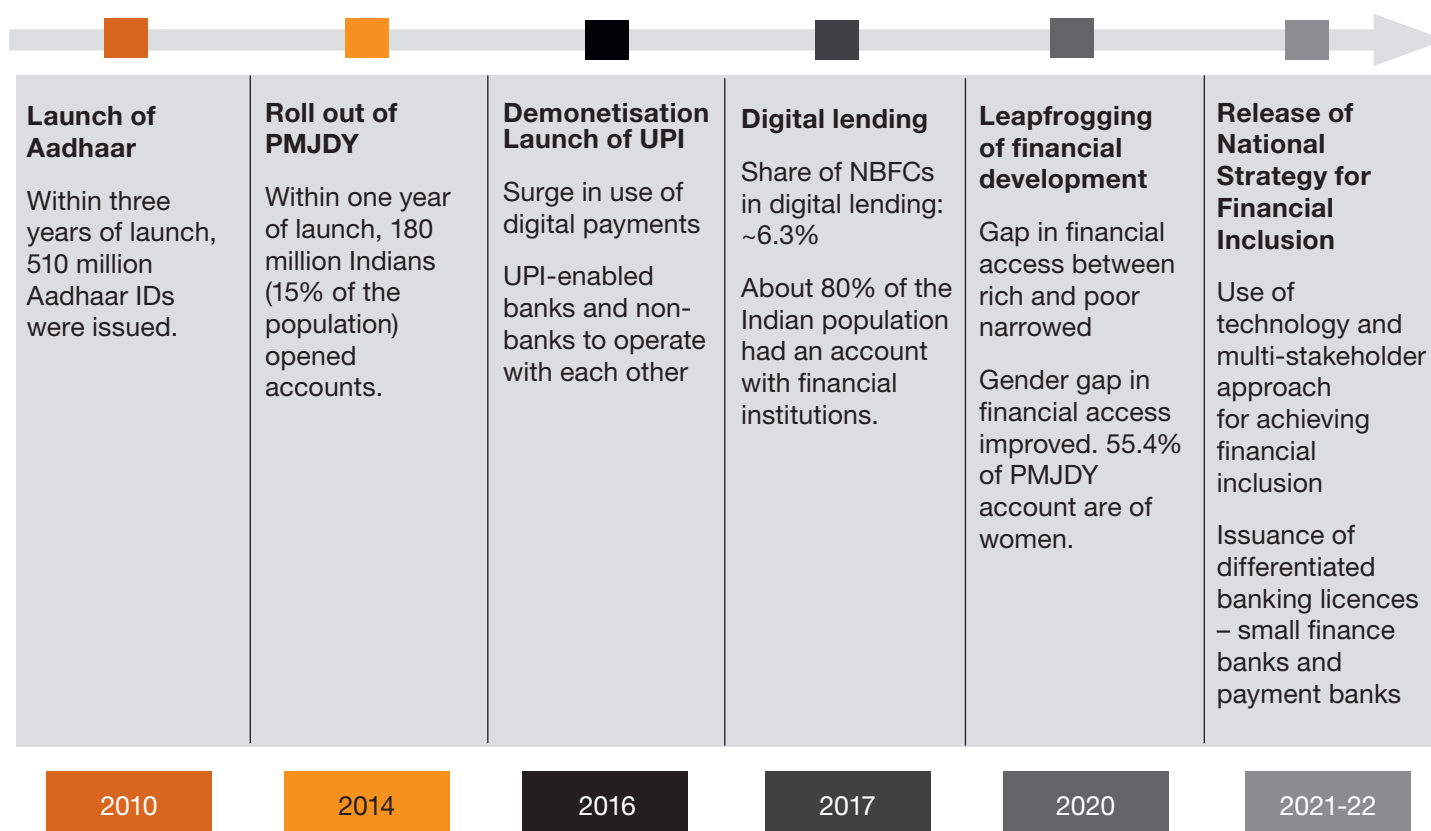 Launch of
Aadhaar
Within three
years of launch,
510 million
Aadhaar IDs
were issued.
Roll out of
PMJDY
Within one year
of launch, 180
million Indians
(15% of the
population)
opened
accounts.
Demonetisation
Launch of UPI
Surge in use of
digital payments
UPI-enabled
banks and non-
banks to operate
with each other
Digital lending
Share of NBFCs
in digital lending:
~6.3%
About 80% of the
Indian population
had an account
with financial
institutions.
Leapfrogging
of financial
development
Gap in financial
access between
rich and poor
narrowed
Gender gap in
financial access
improved. 55.4%
of PMJDY
account are of
women.
Release of
National
Strategy for
Financial
Inclusion
Use of
technology and
multi-stakeholder
approach
for achieving
financial
inclusion
Issuance of
differentiated
banking licences
– small finance
banks and
payment banks
2010
2014
2016
2017
2020
2021-22